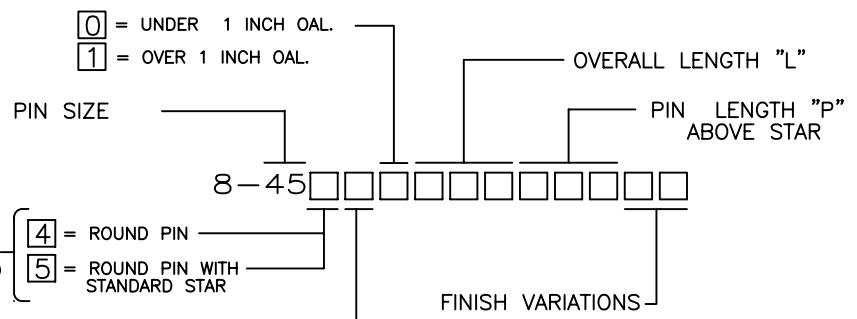 0 = UNDER 1 INCH OAL.
1 = OVER 1 INCH OAL.
OVERALL LENGTH "L"
PIN SIZE
PIN LENGTH "P"
ABOVE STAR
8-45
4 = ROUND PIN
5 = ROUND PIN WITH
STANDARD STAR
FINISH VARIATIONS